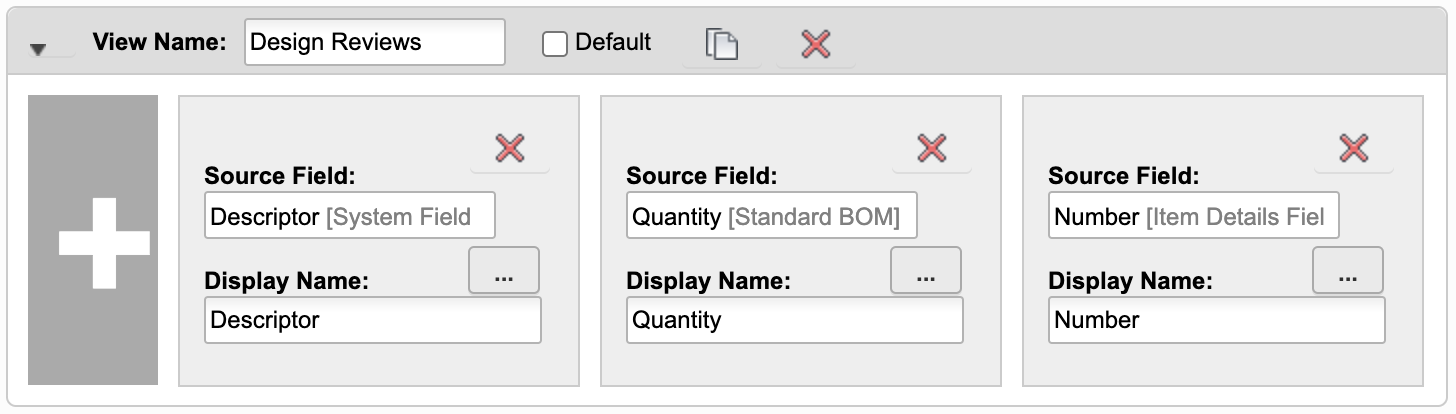 View Name: Design Reviews Default
Source Field:
Descriptor [System Field
Display Name: ...
Descriptor
Source Field:
Quantity [Standard BOM]
Display Name: ...
Quantity
Source Field:
Number [Item Details Fiel
Display Name: ...
Number